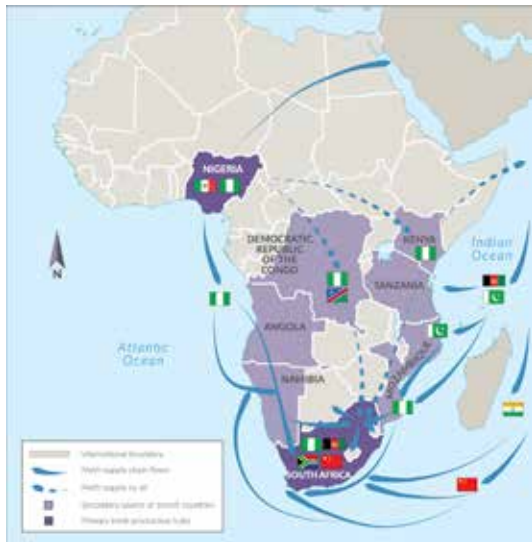 NIGERIA
DEMOCRATIC
REPUBLIC
OF THE
CONGO
KENYA
Indian
Ocean
TANZANIA
ANGOLA
Atlantic
Ocean
NAMIBIA
MOZAMBIQUE
SOUTH AFRICA
N
International boundary
Meth supply chain flows
Meth supply by air
Secondary source or transit countries
Primary meth production hubs